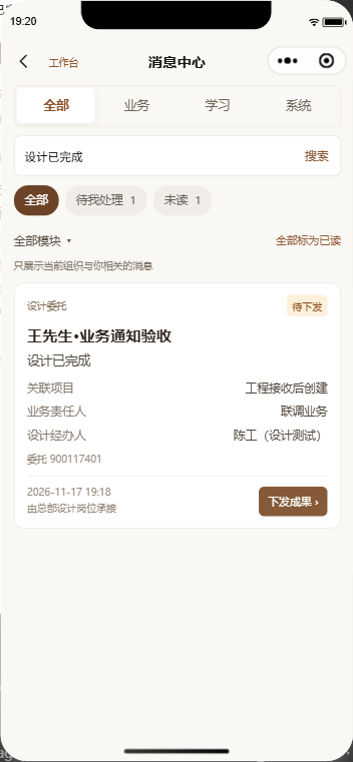 19:20
工作台
消息中心
全部 业务 学习 系统
设计已完成 搜索
全部 待我处理 1 未读 1
全部模块 全部标为已读
只展示当前组织与你相关的消息
设计委托 待下发
王先生•业务通知验收
设计已完成
关联项目 工程接收后创建
业务责任人 联调业务
设计经办人 陈工（设计测试）
委托 900117401
2026-11-17 19:18
由总部设计岗位承接
下发成果 ›